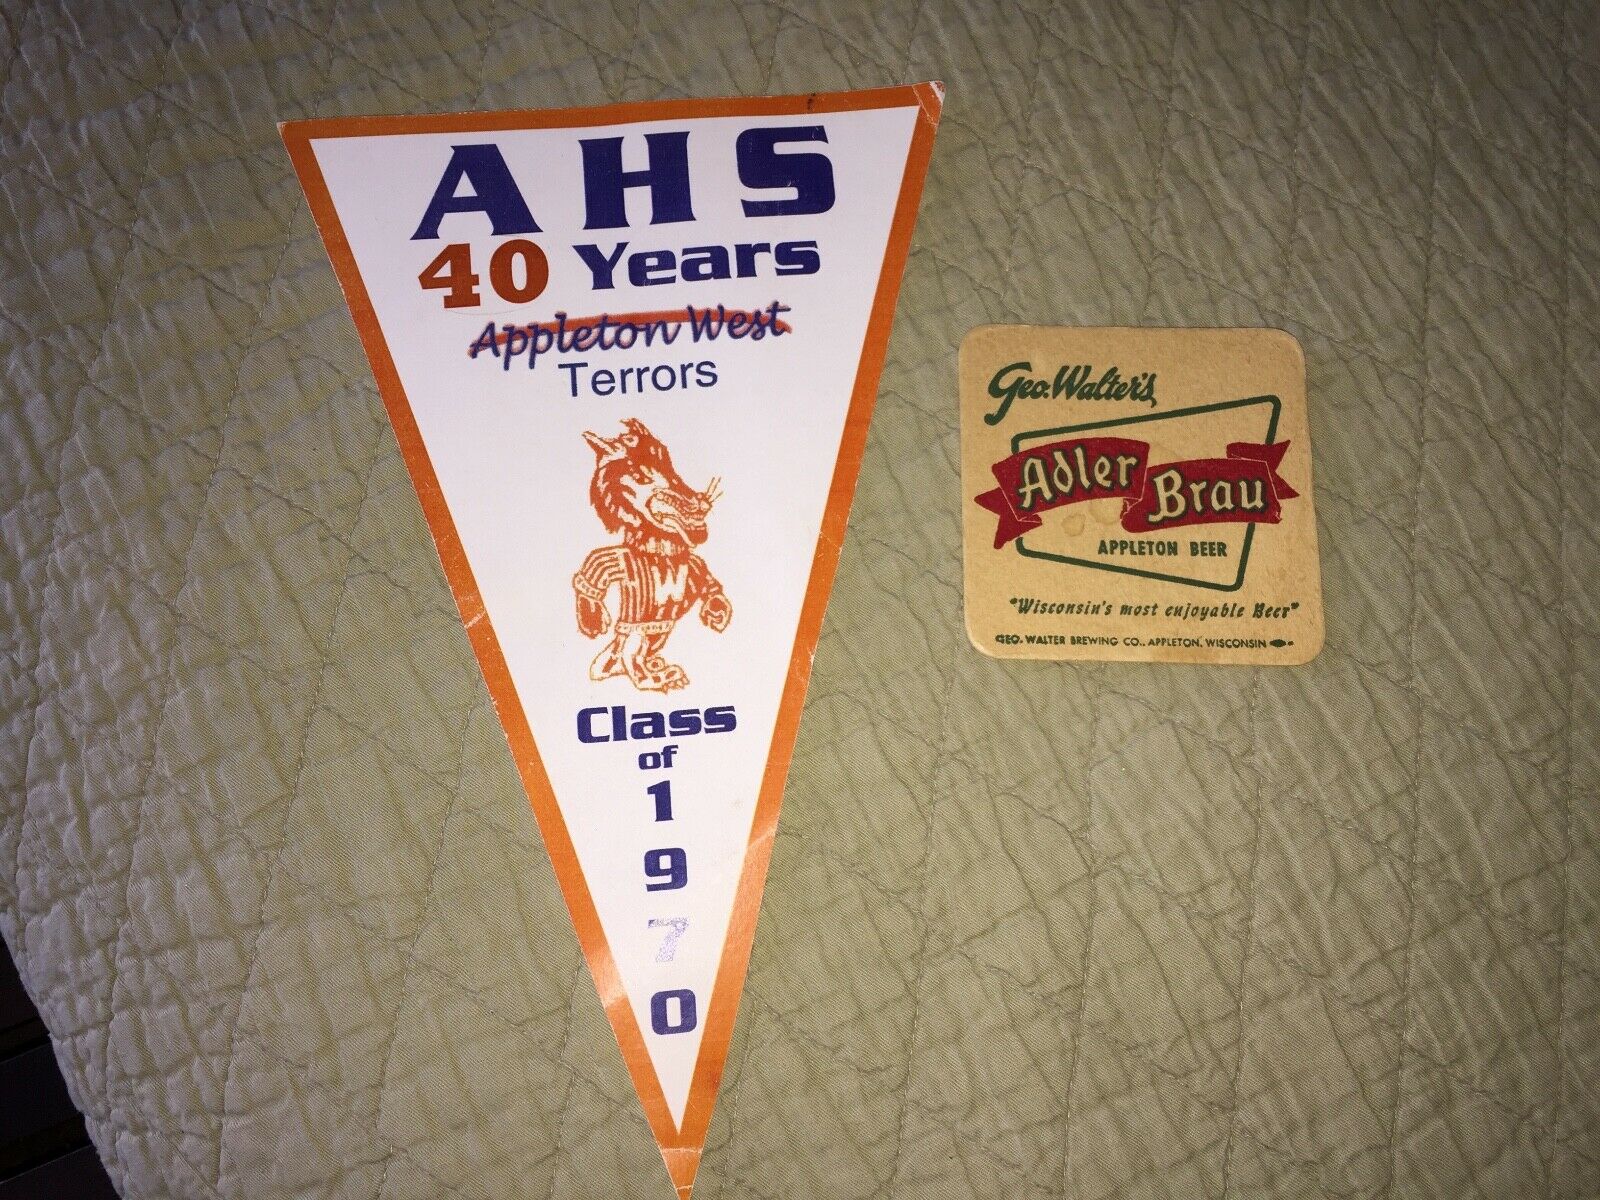 AHS
40 Years
Appleton West
Terrors
W
Class
of
1
9
7
0
Geo. Walter's
Adler Brau
APPLETON BEER
"Wisconsin's most enjoyable Beer"
GEO. WALTER BREWING CO., APPLETON, WISCONSIN